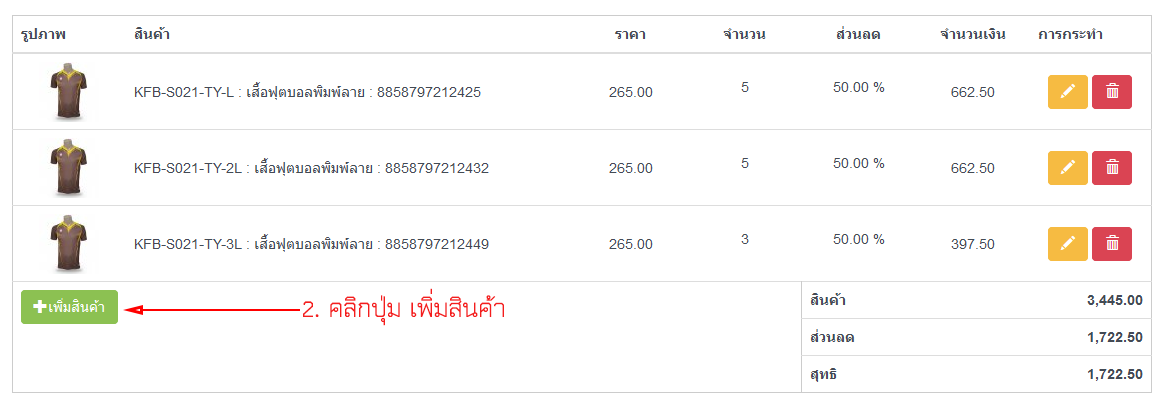 รูปภาพ สินค้า ราคา จำนวน ส่วนลด จำนวนเงิน การกระทำ
KFB-S021-TY-L : เสื้อฟุตบอลพิมพ์ลาย : 8858797212425 265.00 5 50.00 % 662.50
KFB-S021-TY-2L : เสื้อฟุตบอลพิมพ์ลาย : 8858797212432 265.00 5 50.00 % 662.50
KFB-S021-TY-3L : เสื้อฟุตบอลพิมพ์ลาย : 8858797212449 265.00 3 50.00 % 397.50
เพิ่มสินค้า 2. คลิกปุ่ม เพิ่มสินค้า สินค้า 3,445.00
ส่วนลด 1,722.50
สุทธิ 1,722.50